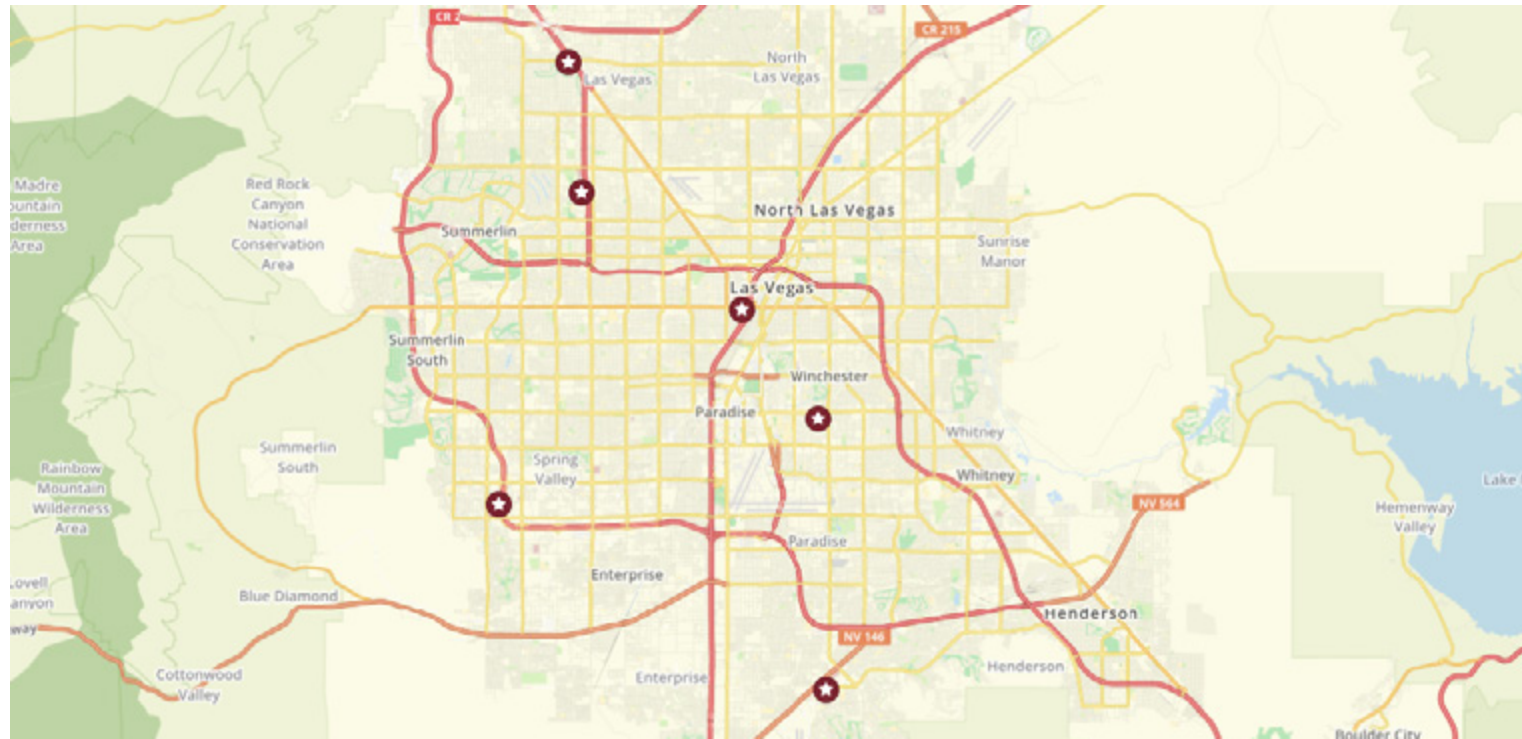 CR 2
CR 215
Las Vegas
North
Las Vegas
Madre
ountain
derness
Area
Red Rock
Canyon
National
Conservation
Area
Summerlin
North Las Vegas
Sunrise
Manor
Las Vegas
Summerlin
South
Winchester
Paradise
Whitney
Summerlin
South
Spring
Valley
Whitney
Rainbow
Mountain
Wilderness
Area
Lake
NV 564
Hemenway
Valley
Paradise
Enterprise
Lovell
anyon
Blue Diamond
way
Henderson
NV 146
Henderson
Cottonwood
Valley
Enterprise
Boulder City